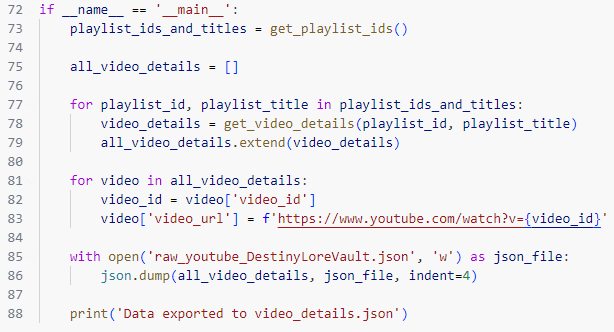 72 if __name__ == '__main__':
73     playlist_ids_and_titles = get_playlist_ids()
74
75     all_video_details = []
76
77     for playlist_id, playlist_title in playlist_ids_and_titles:
78         video_details = get_video_details(playlist_id, playlist_title)
79         all_video_details.extend(video_details)
80
81     for video in all_video_details:
82         video_id = video['video_id']
83         video['video_url'] = f'https://www.youtube.com/watch?v={video_id}'
84
85     with open('raw_youtube_DestinyLoreVault.json', 'w') as json_file:
86         json.dump(all_video_details, json_file, indent=4)
87
88     print('Data exported to video_details.json')